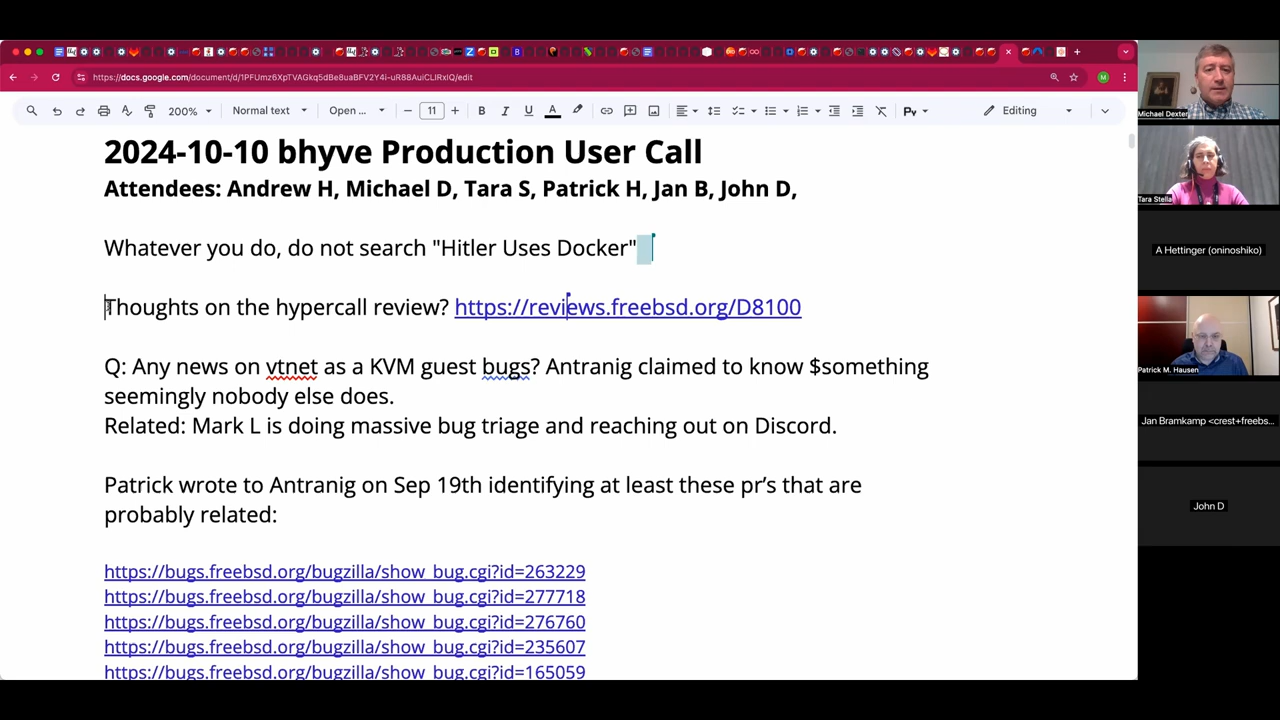 https://docs.google.com/document/d/1PFUmz6XpTVAGkq5dBe8uaBFV2Y4i-uR88AuiCLlRxIQ/edit
200%
Normal text
Open ...
11
B I U A
Editing
2024-10-10 bhyve Production User Call
Attendees: Andrew H, Michael D, Tara S, Patrick H, Jan B, John D,
Whatever you do, do not search "Hitler Uses Docker"
Thoughts on the hypercall review? https://reviews.freebsd.org/D8100
Q: Any news on vtnet as a KVM guest bugs? Antranig claimed to know $something
seemingly nobody else does.
Related: Mark L is doing massive bug triage and reaching out on Discord.
Patrick wrote to Antranig on Sep 19th identifying at least these pr’s that are
probably related:
https://bugs.freebsd.org/bugzilla/show_bug.cgi?id=263229
https://bugs.freebsd.org/bugzilla/show_bug.cgi?id=277718
https://bugs.freebsd.org/bugzilla/show_bug.cgi?id=276760
https://bugs.freebsd.org/bugzilla/show_bug.cgi?id=235607
https://bugs.freebsd.org/bugzilla/show_bug.cgi?id=165059
Michael Dexter
Tara Stella
A Hettinger (oninoshiko)
Patrick M. Hausen
Jan Bramkamp <crest+freebs...
John D